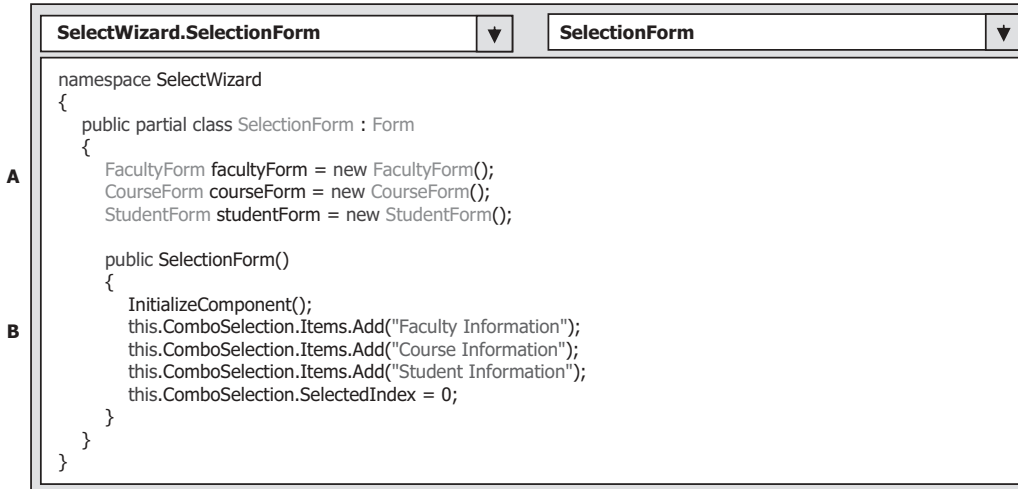 SelectWizard.SelectionForm
SelectionForm
namespace SelectWizard
{
public partial class SelectionForm : Form
{
A
FacultyForm facultyForm = new FacultyForm();
CourseForm courseForm = new CourseForm();
StudentForm studentForm = new StudentForm();
public SelectionForm()
{
InitializeComponent();
B
this.ComboSelection.Items.Add("Faculty Information");
this.ComboSelection.Items.Add("Course Information");
this.ComboSelection.Items.Add("Student Information");
this.ComboSelection.SelectedIndex = 0;
}
}
}